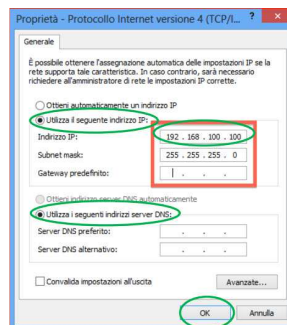 Proprietà - Protocollo Internet versione 4 (TCP/I... ?
Generale
È possibile ottenere l'assegnazione automatica delle impostazioni IP se la
rete supporta tale caratteristica. In caso contrario, sarà necessario
richiedere all'amministratore di rete le impostazioni IP corrette.
Ottieni automaticamente un indirizzo IP
Utilizza il seguente indirizzo IP:
Indirizzo IP: 192 . 168 . 100 . 100
Subnet mask: 255 . 255 . 255 . 0
Gateway predefinito: . . .
Ottieni indirizzo server DNS automaticamente
Utilizza i seguenti indirizzi server DNS:
Server DNS preferito: . . .
Server DNS alternativo: . . .
Convalida impostazioni all'uscita
Avanzate...
OK Annulla